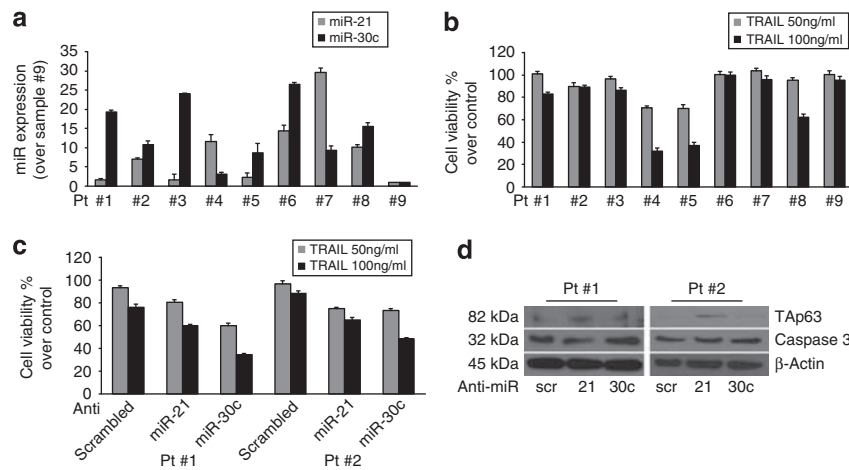 a
miR-21
miR-30c
miR expression
(over sample #9)
35
30
25
20
15
10
5
0
Pt #1 #2 #3 #4 #5 #6 #7 #8 #9
b
TRAIL 50ng/ml
TRAIL 100ng/ml
Cell viability %
over control
120
100
80
60
40
20
0
Pt #1 #2 #3 #4 #5 #6 #7 #8 #9
c
TRAIL 50ng/ml
TRAIL 100ng/ml
Cell viability %
over control
120
100
80
60
40
20
0
Anti
Scrambled miR-21 miR-30c Scrambled miR-21 miR-30c
Pt #1 Pt #2
d
Pt #1 Pt #2
82 kDa TAp63
32 kDa Caspase 3
45 kDa β-Actin
Anti-miR scr 21 30c scr 21 30c